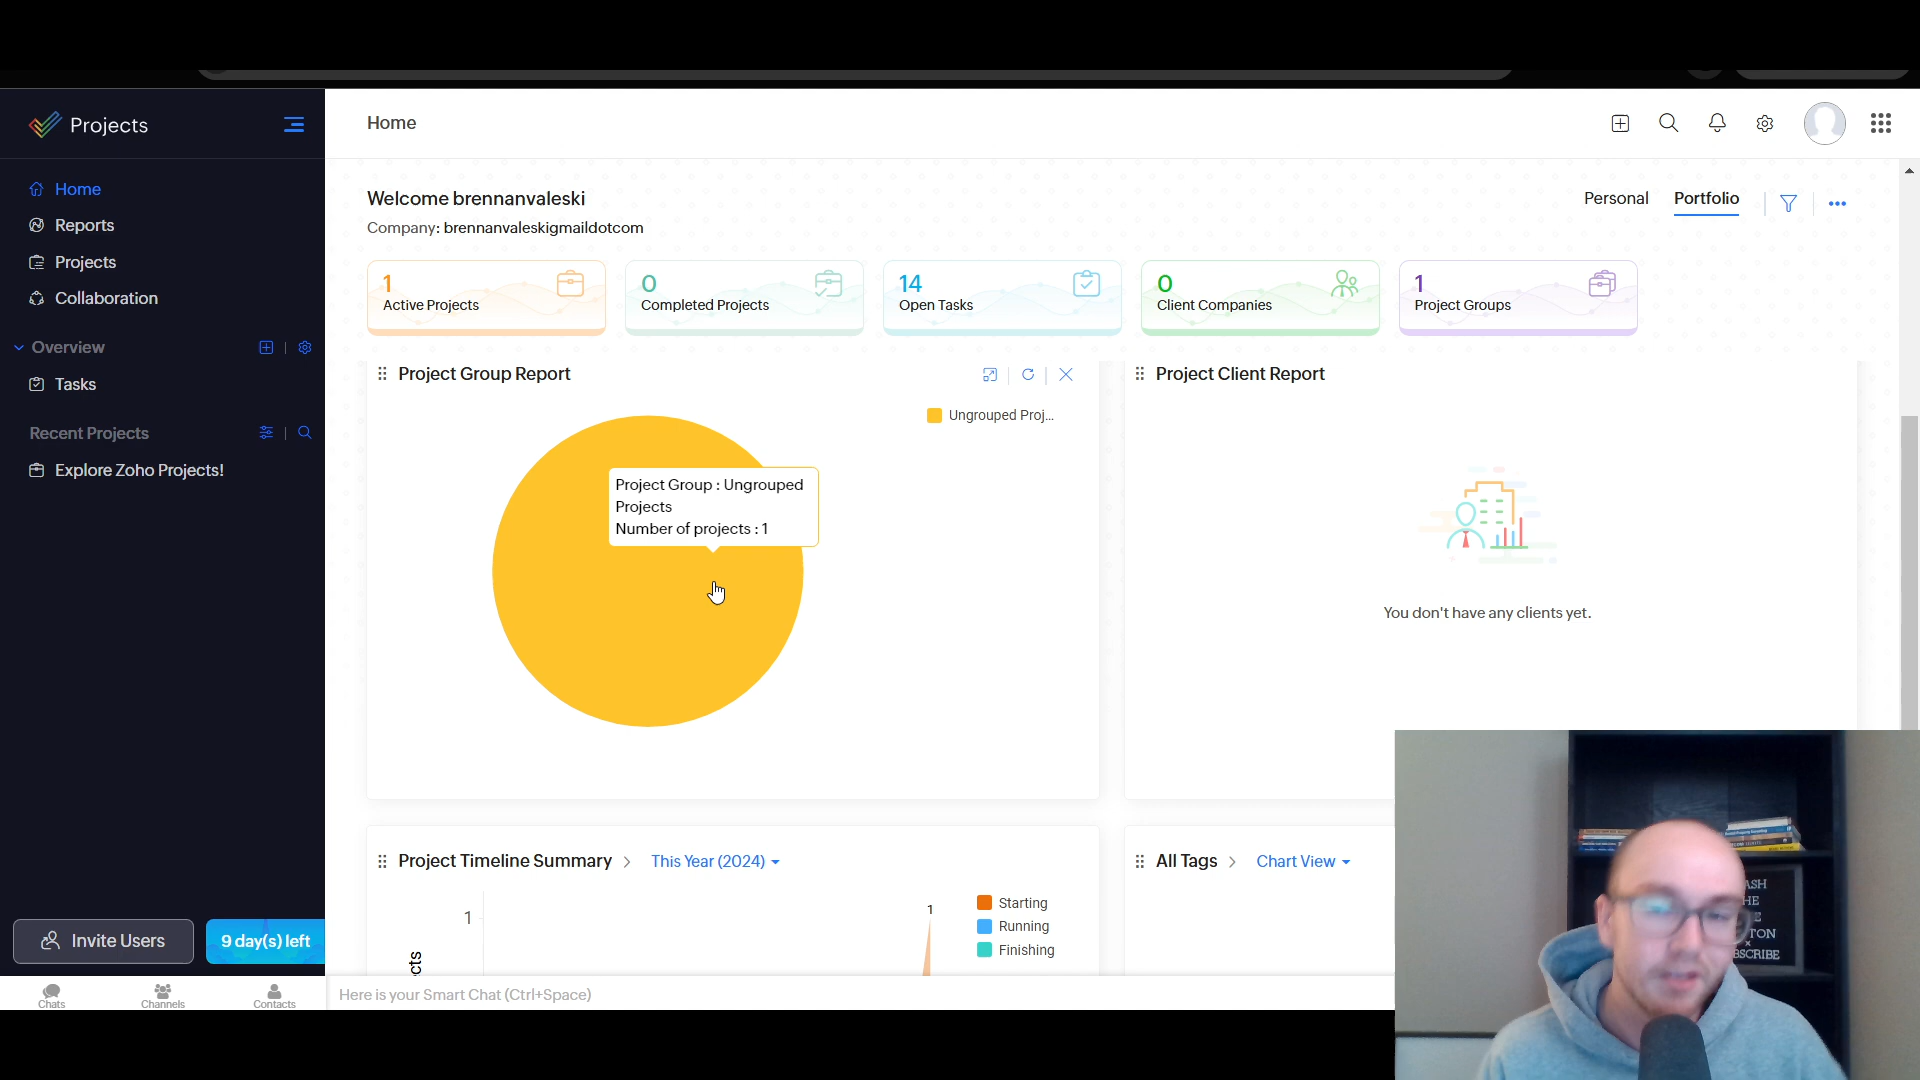 Projects
Home
Home
Reports
Projects
Collaboration
Overview
Tasks
Recent Projects
Explore Zoho Projects!
Invite Users
9 day(s) left
Chats
Channels
Contacts
Welcome brennanvaleski
Company: brennanvaleskigmaildotcom
Personal
Portfolio
1
Active Projects
0
Completed Projects
14
Open Tasks
0
Client Companies
1
Project Groups
Project Group Report
Ungrouped Proj...
Project Group : Ungrouped
Projects
Number of projects : 1
Project Client Report
You don't have any clients yet.
Project Timeline Summary > This Year (2024)
1
1
cts
Starting
Running
Finishing
All Tags > Chart View
Here is your Smart Chat (Ctrl+Space)